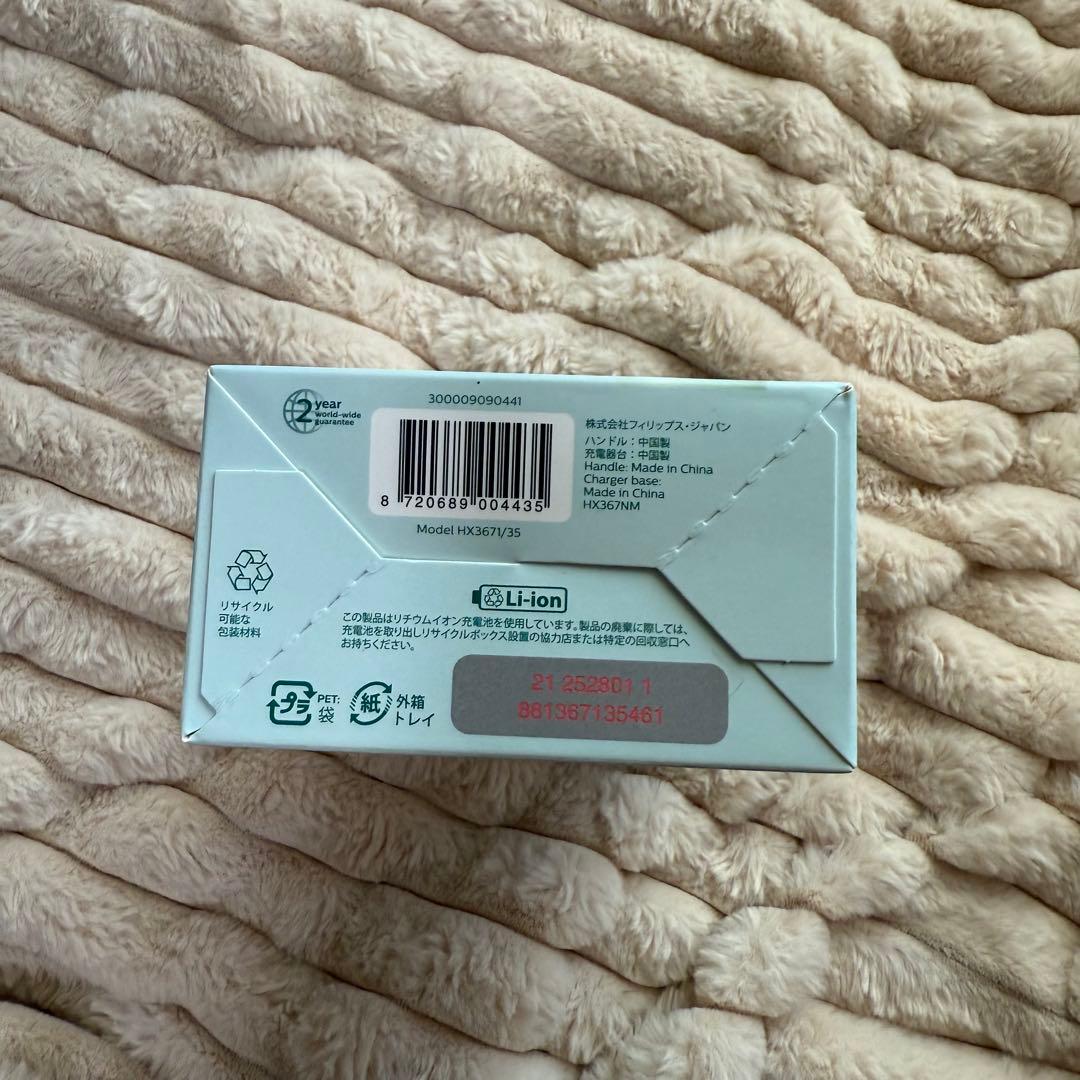 2 year
world-wide
guarantee
300009090441
8 720689 004435
Model HX3671/35
株式会社フィリップス・ジャパン
ハンドル：中国製
充電器台：中国製
Handle: Made in China
Charger base:
Made in China
HX367NM
リサイクル
可能な
包装材料
Li-ion
この製品はリチウムイオン充電池を使用しています。製品の廃棄に際しては、
充電池を取り出しリサイクルボックス設置の協力店または特定の回収窓口へ
お持ちください。
プラ
PET:
袋
紙
外箱
トレイ
21 252801 1
881367135461